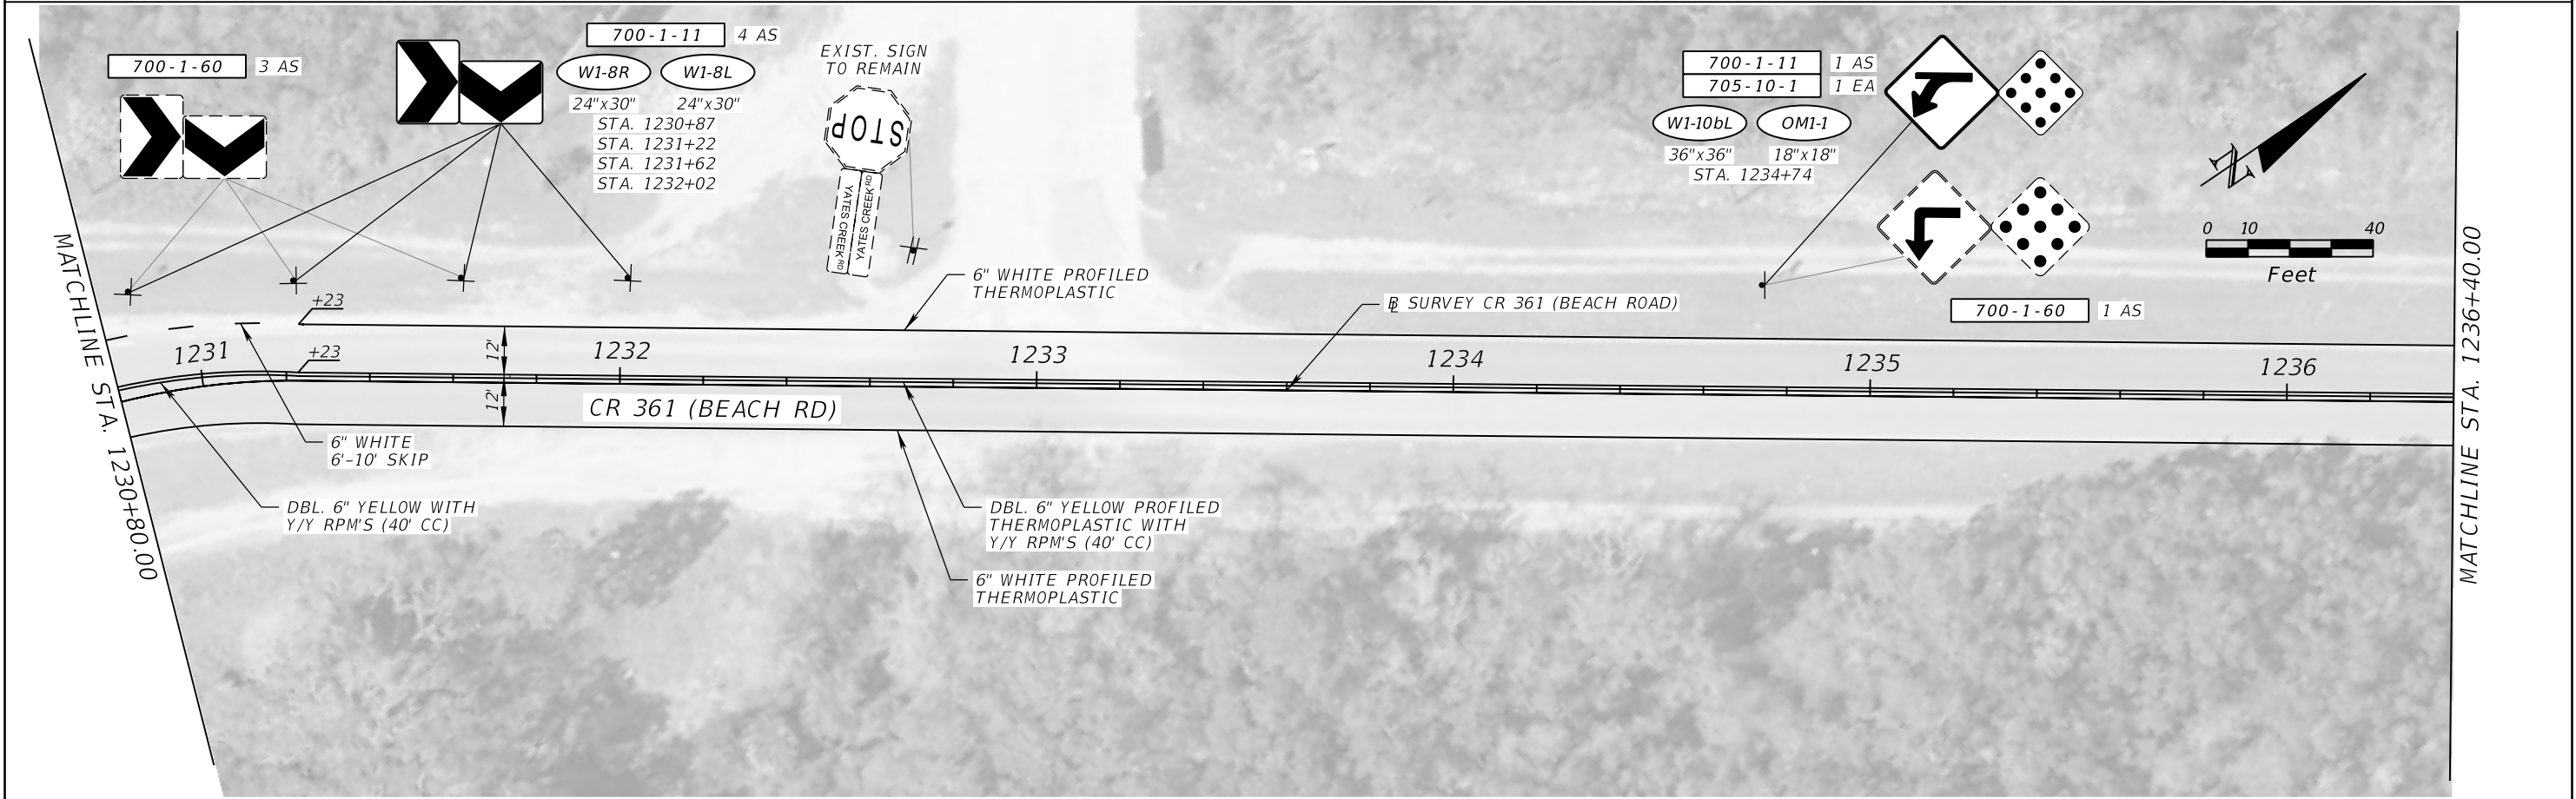 700-1-60 3 AS
700-1-11 4 AS
W1-8R W1-8L
24"x30" 24"x30"
STA. 1230+87
STA. 1231+22
STA. 1231+62
STA. 1232+02
EXIST. SIGN
TO REMAIN
STOP
YATES CREEK RD
YATES CREEK RD
700-1-11 1 AS
705-10-1 1 EA
W1-10bL OM1-1
36"x36" 18"x18"
STA. 1234+74
N
0 10 40
Feet
700-1-60 1 AS
MATCHLINE STA. 1230+80.00
+23
+23
6" WHITE PROFILED
THERMOPLASTIC
BL SURVEY CR 361 (BEACH ROAD)
1231 1232 1233 1234 1235 1236
12'
12'
CR 361 (BEACH RD)
6" WHITE
6'-10' SKIP
DBL. 6" YELLOW WITH
Y/Y RPM'S (40' CC)
DBL. 6" YELLOW PROFILED
THERMOPLASTIC WITH
Y/Y RPM'S (40' CC)
6" WHITE PROFILED
THERMOPLASTIC
MATCHLINE STA. 1236+40.00